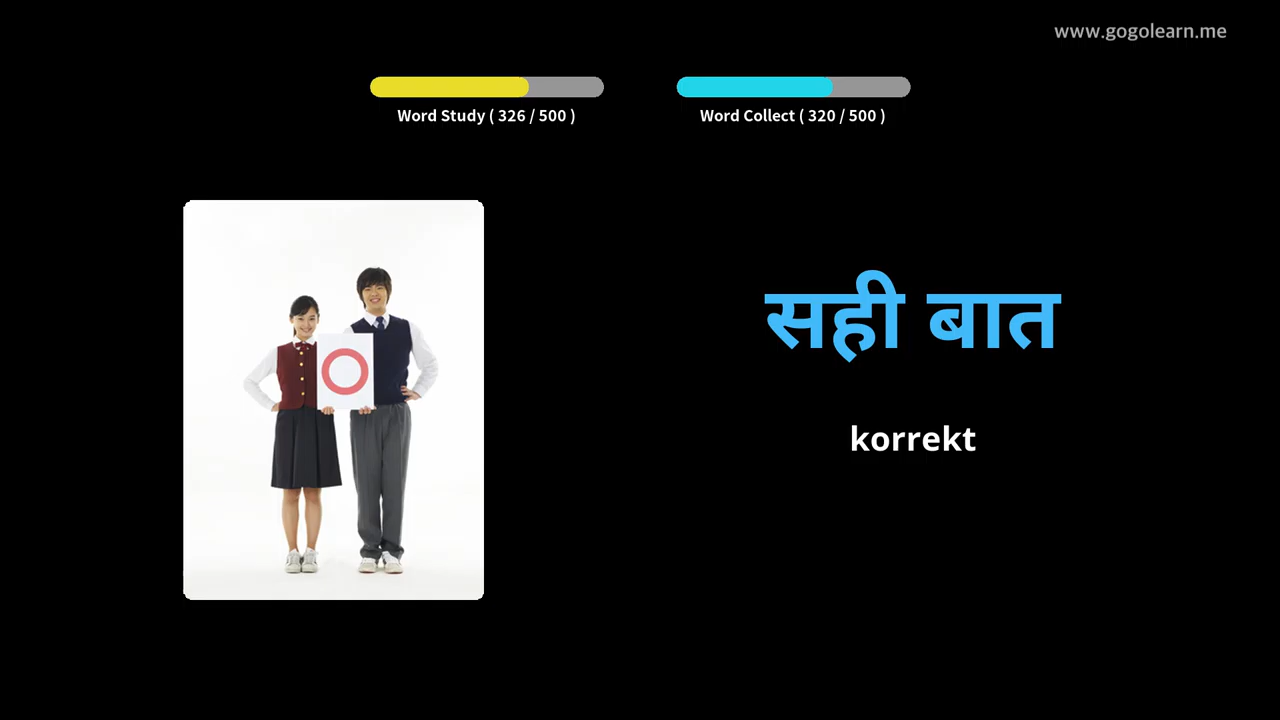 www.gogolearn.me
Word Study ( 326 / 500 )
Word Collect ( 320 / 500 )
सही बात
korrekt